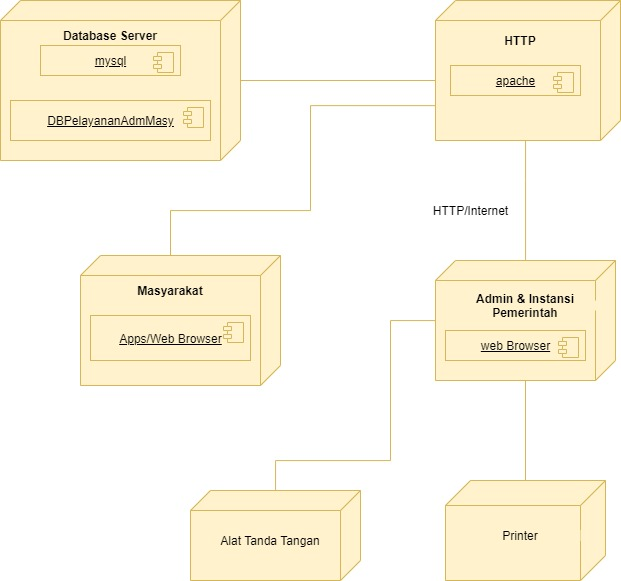 Database Server
mysql
DBPelayananAdmMasy
HTTP
apache
HTTP/Internet
Masyarakat
Apps/Web Browser
Admin & Instansi
Pemerintah
web Browser
Alat Tanda Tangan
Printer